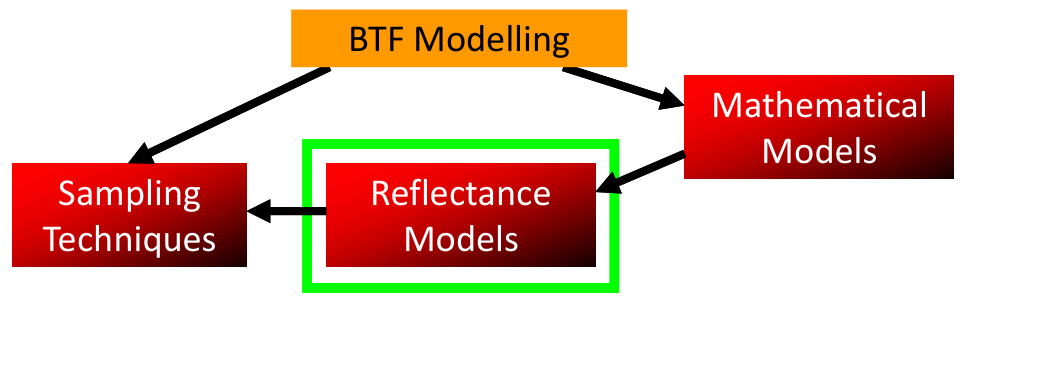 BTF Modelling
Mathematical
Models
Sampling
Techniques
Reflectance
Models